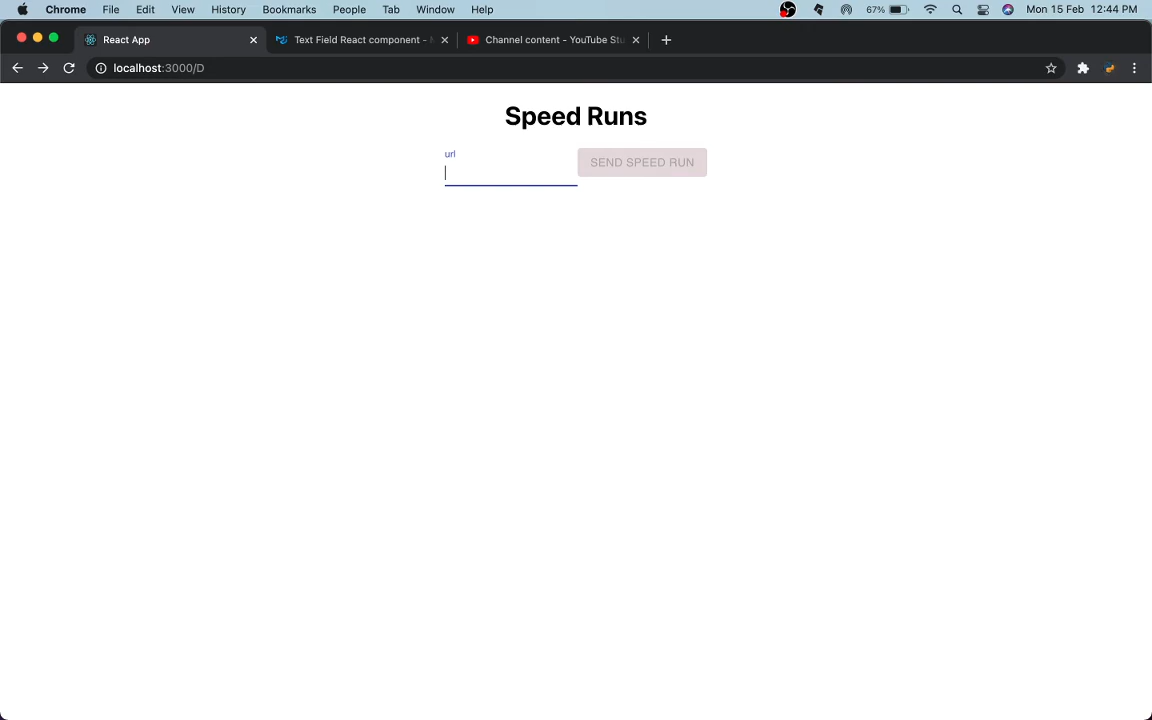 Chrome File Edit View History Bookmarks People Tab Window Help 67% Mon 15 Feb 12:44 PM
React App Text Field React component - Channel content - YouTube Stu
localhost:3000/D
Speed Runs
url
SEND SPEED RUN